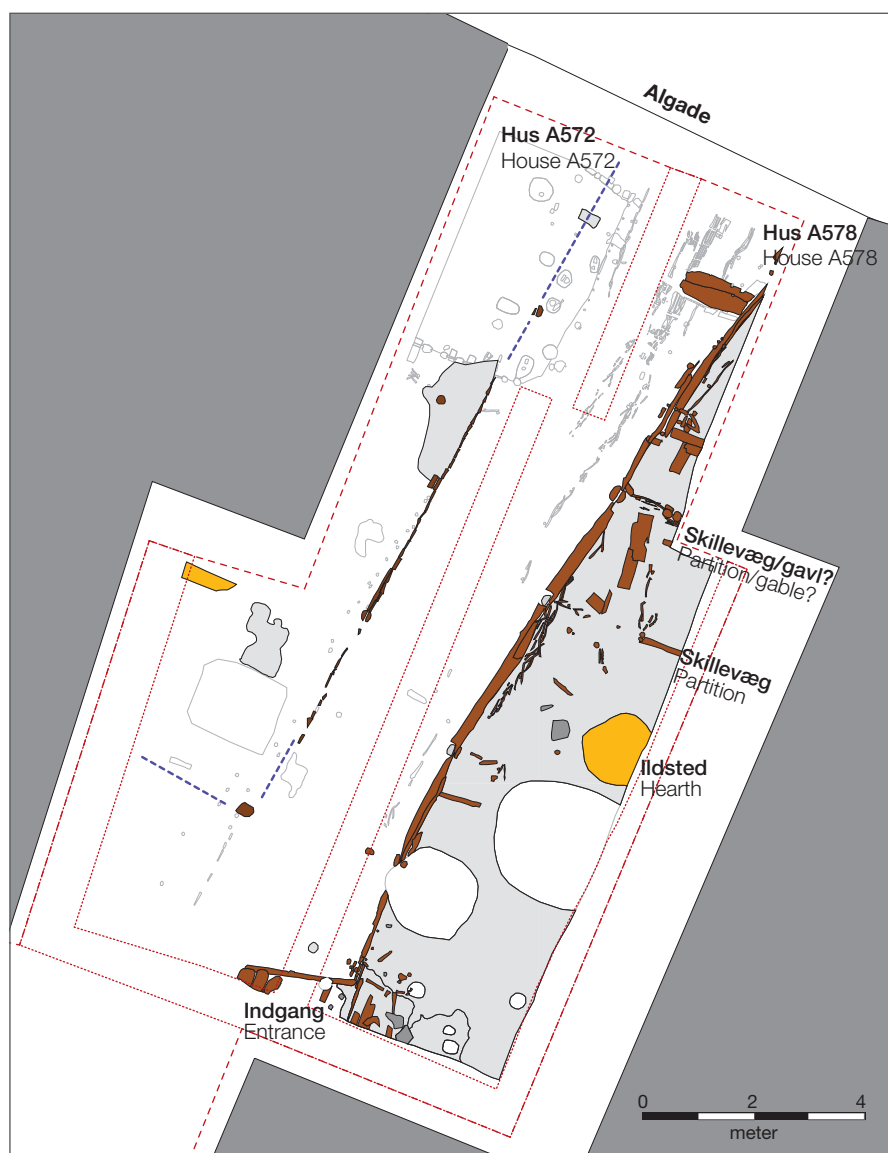 Algade
Hus A572
House A572
Hus A578
House A578
Skillevæg/gavl?
Partition/gable?
Skillevæg
Partition
Ildsted
Hearth
Indgang
Entrance
0 2 4
meter